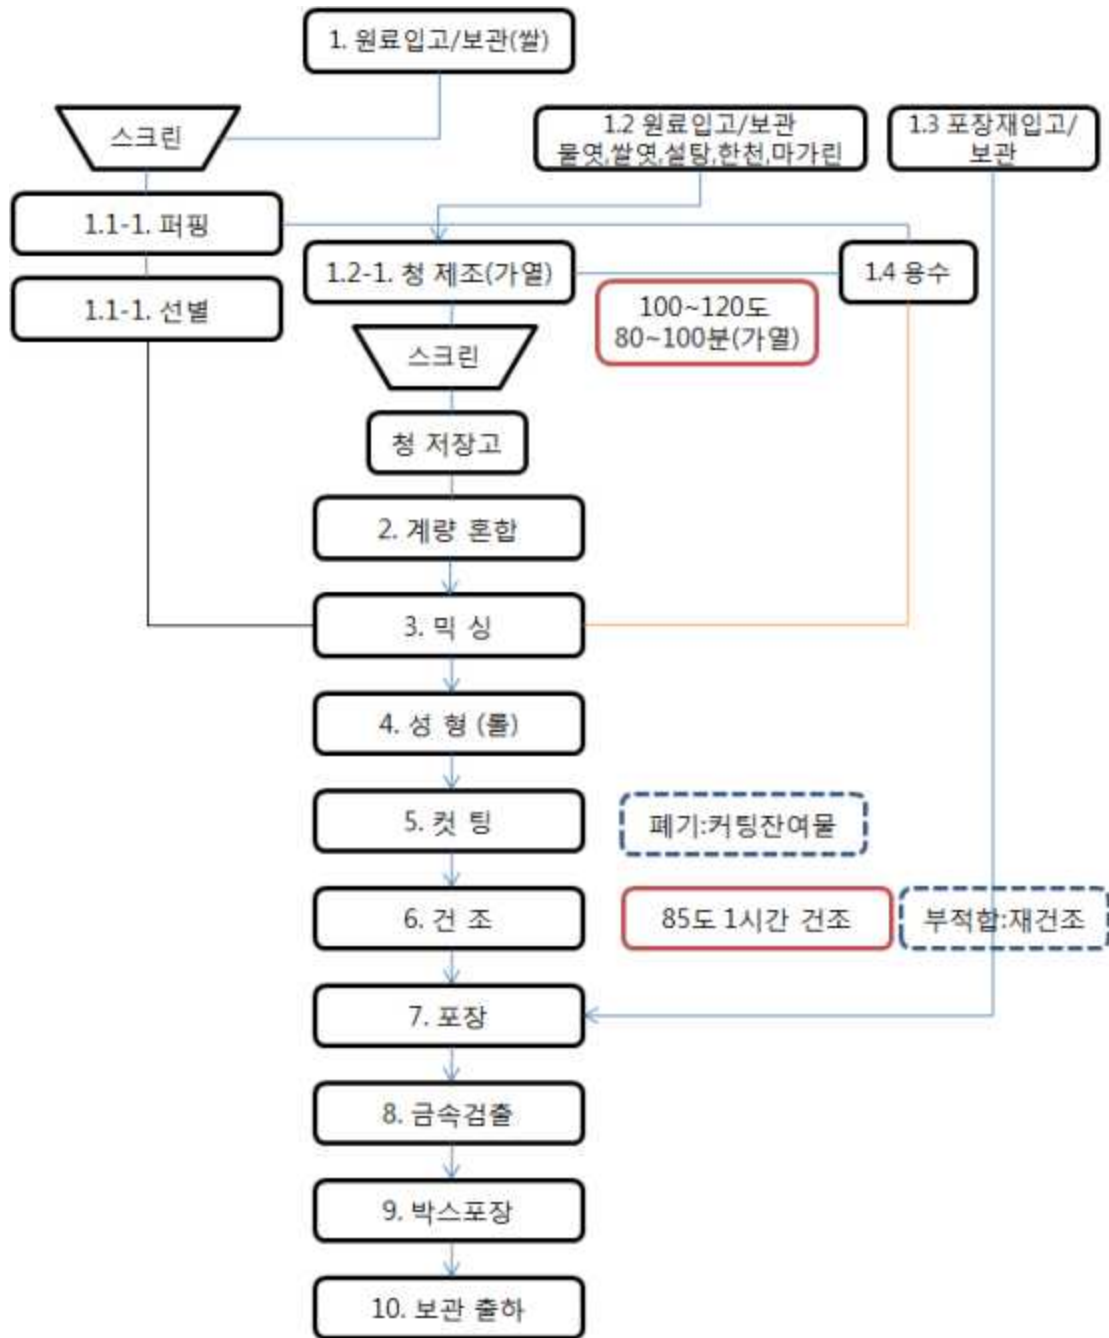 1. 원료입고/보관(쌀)
스크린
1.2 원료입고/보관
물엿,쌀엿,설탕,한천,마가린
1.3 포장재입고/
보관
1.1-1. 퍼핑
1.2-1. 청 제조(가열)
1.4 용수
1.1-1. 선별
100~120도
80~100분(가열)
스크린
청 저장고
2. 계량 혼합
3. 믹 싱
4. 성 형 (롤)
5. 컷 팅
폐기:커팅잔여물
6. 건 조
85도 1시간 건조
부적합:재건조
7. 포장
8. 금속검출
9. 박스포장
10. 보관 출하